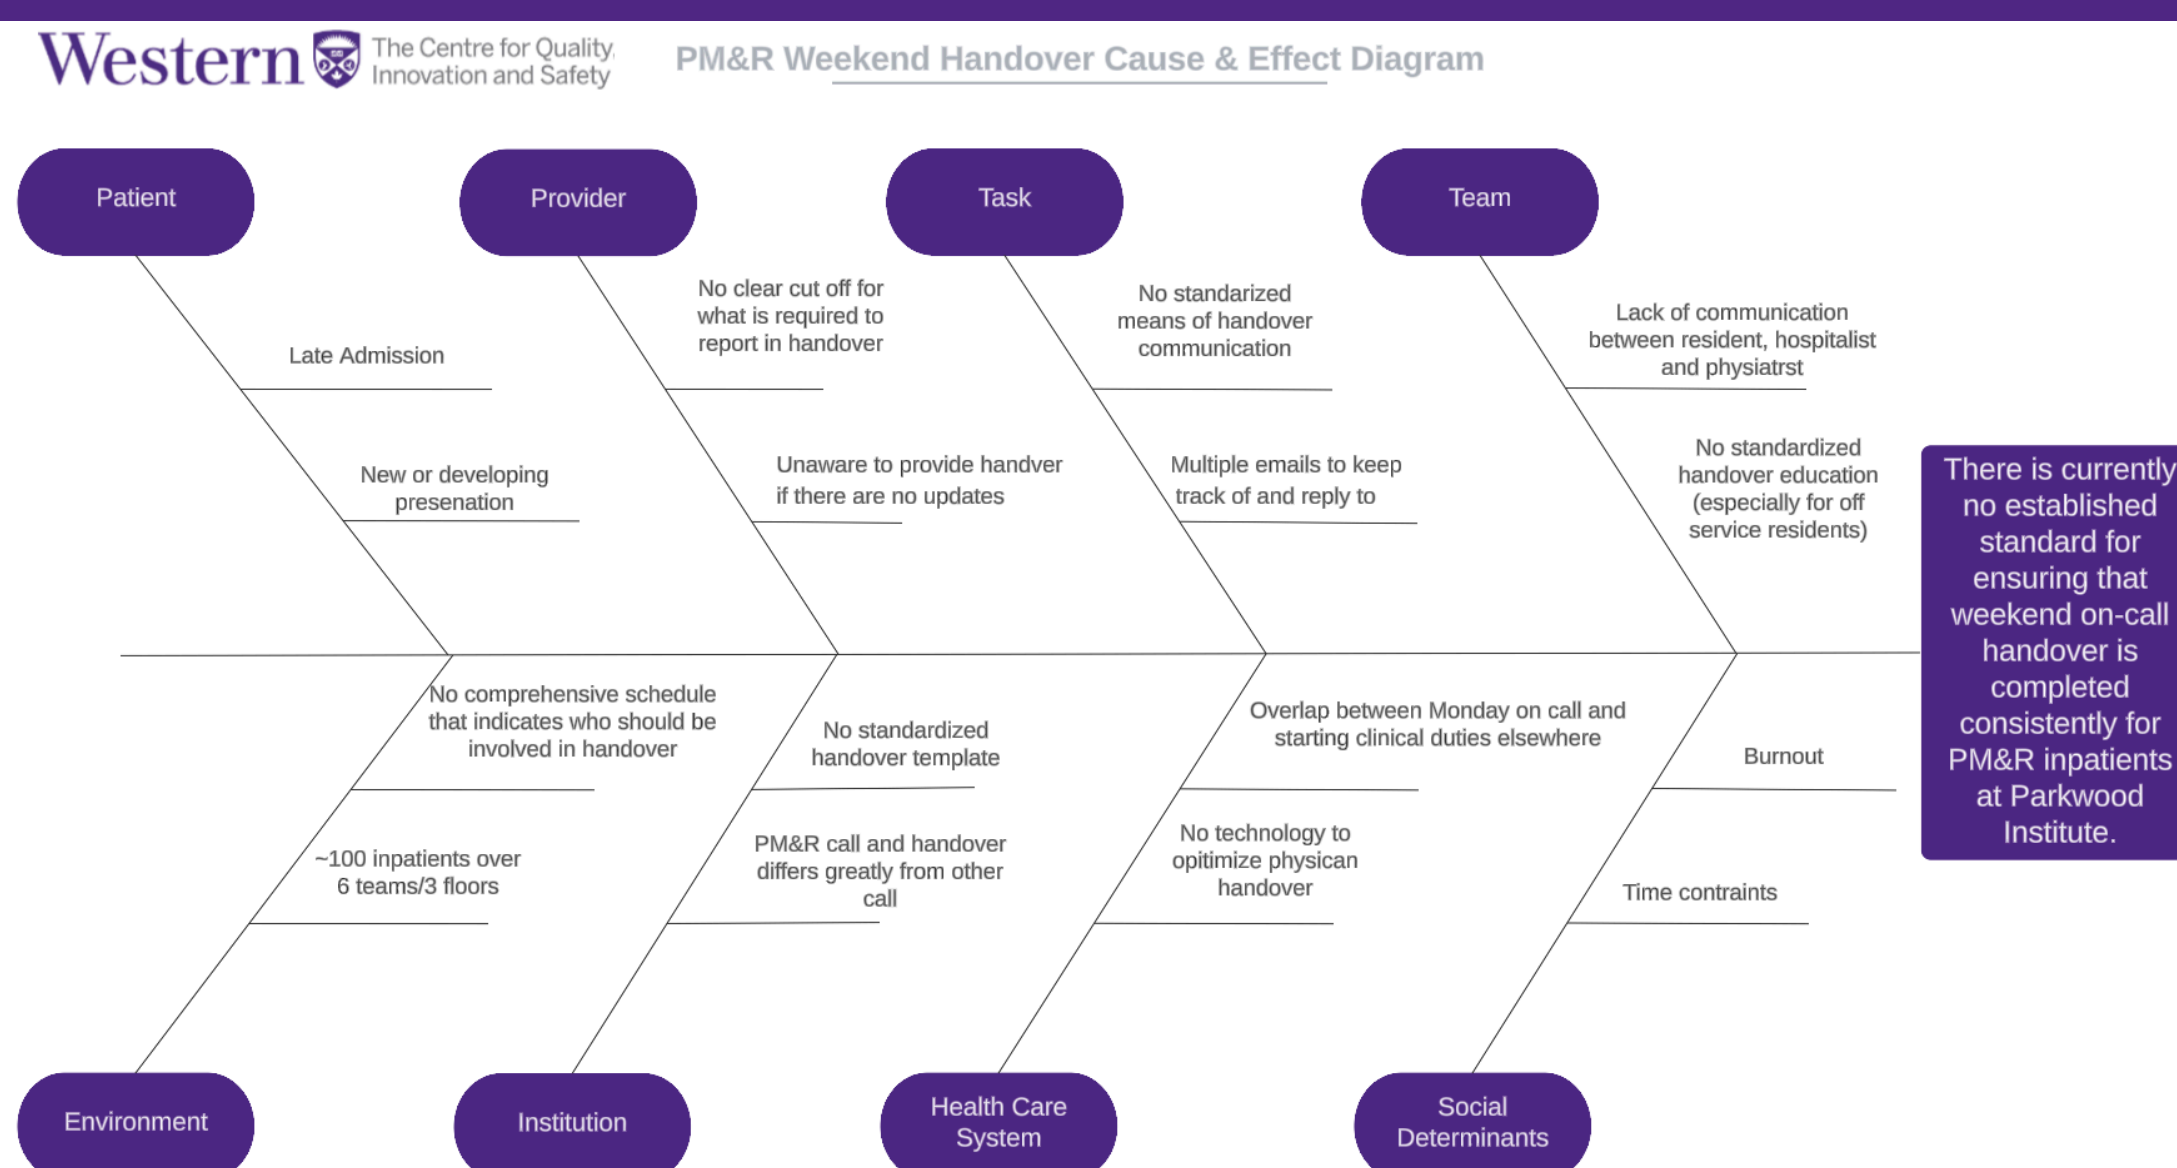 Western
The Centre for Quality,
Innovation and Safety
PM&R Weekend Handover Cause & Effect Diagram
Patient
Provider
Task
Team
Late Admission
New or developing
presenation
No clear cut off for
what is required to
report in handover
Unaware to provide handver
if there are no updates
No standarized
means of handover
communication
Multiple emails to keep
track of and reply to
Lack of communication
between resident, hospitalist
and physiatrst
No standardized
handover education
(especially for off
service residents)
There is currently
no established
standard for
ensuring that
weekend on-call
handover is
completed
consistently for
PM&R inpatients
at Parkwood
Institute.
No comprehensive schedule
that indicates who should be
involved in handover
~100 inpatients over
6 teams/3 floors
No standardized
handover template
PM&R call and handover
differs greatly from other
call
Overlap between Monday on call and
starting clinical duties elsewhere
No technology to
opitimize physican
handover
Burnout
Time contraints
Environment
Institution
Health Care
System
Social
Determinants